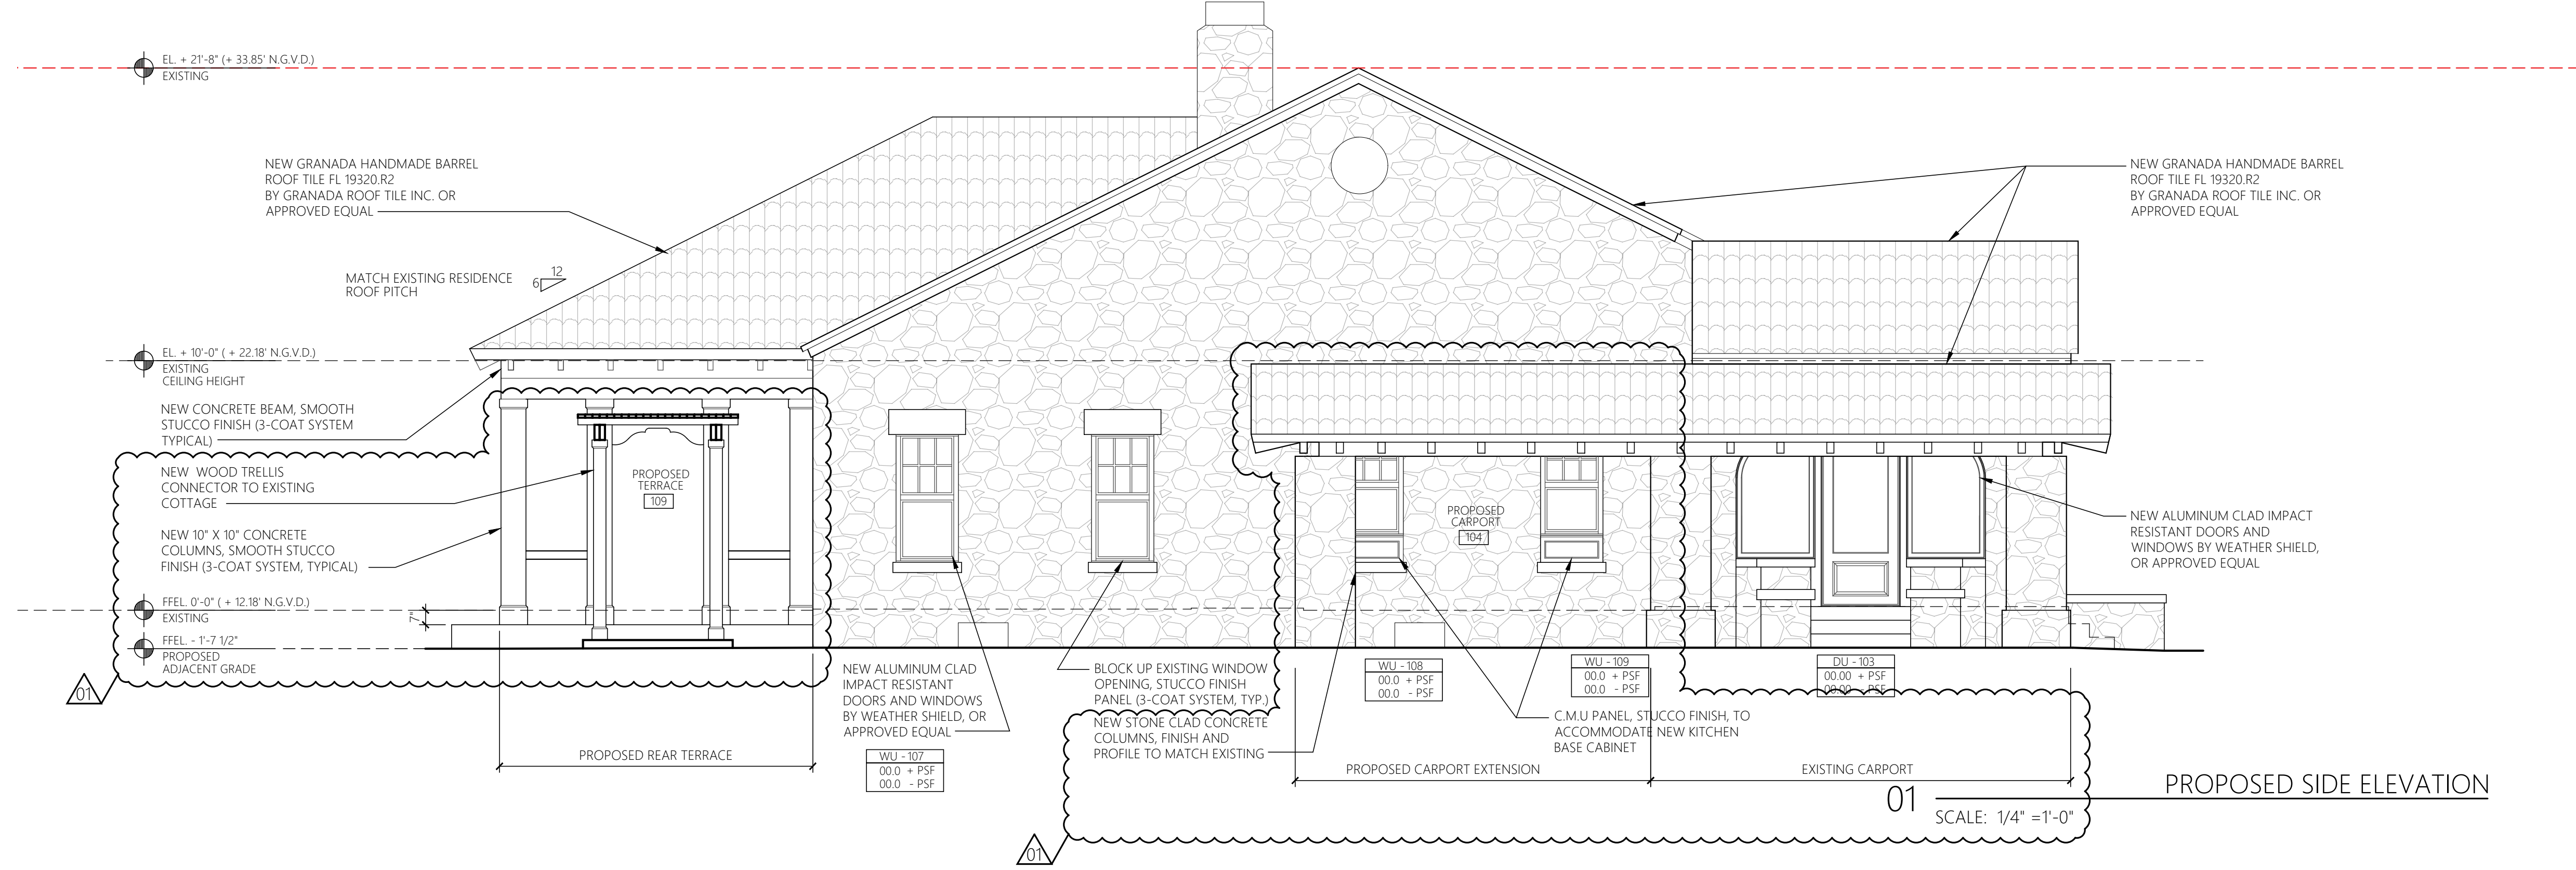 EL. + 21'-8" (+ 33.85' N.G.V.D.)
EXISTING
NEW GRANADA HANDMADE BARREL
ROOF TILE FL 19320.R2
BY GRANADA ROOF TILE INC. OR
APPROVED EQUAL
MATCH EXISTING RESIDENCE
ROOF PITCH
12
6
NEW GRANADA HANDMADE BARREL
ROOF TILE FL 19320.R2
BY GRANADA ROOF TILE INC. OR
APPROVED EQUAL
EL. + 10'-0" ( + 22.18' N.G.V.D.)
EXISTING
CEILING HEIGHT
NEW CONCRETE BEAM, SMOOTH
STUCCO FINISH (3-COAT SYSTEM
TYPICAL)
NEW WOOD TRELLIS
CONNECTOR TO EXISTING
COTTAGE
NEW 10" X 10" CONCRETE
COLUMNS, SMOOTH STUCCO
FINISH (3-COAT SYSTEM, TYPICAL)
PROPOSED
TERRACE
109
PROPOSED
CARPORT
104
NEW ALUMINUM CLAD IMPACT
RESISTANT DOORS AND
WINDOWS BY WEATHER SHIELD,
OR APPROVED EQUAL
FFEL. 0'-0" ( + 12.18' N.G.V.D.)
EXISTING
7"
FFEL. - 1'-7 1/2"
PROPOSED
ADJACENT GRADE
01
NEW ALUMINUM CLAD
IMPACT RESISTANT
DOORS AND WINDOWS
BY WEATHER SHIELD, OR
APPROVED EQUAL
WU - 107
00.0 + PSF
00.0 - PSF
BLOCK UP EXISTING WINDOW
OPENING, STUCCO FINISH
PANEL (3-COAT SYSTEM, TYP.)
NEW STONE CLAD CONCRETE
COLUMNS, FINISH AND
PROFILE TO MATCH EXISTING
WU - 108
00.0 + PSF
00.0 - PSF
WU - 109
00.0 + PSF
00.0 - PSF
DU - 103
00.00 + PSF
00.00 - PSF
C.M.U PANEL, STUCCO FINISH, TO
ACCOMMODATE NEW KITCHEN
BASE CABINET
PROPOSED REAR TERRACE
PROPOSED CARPORT EXTENSION
EXISTING CARPORT
01
PROPOSED SIDE ELEVATION
SCALE: 1/4" =1'-0"
01